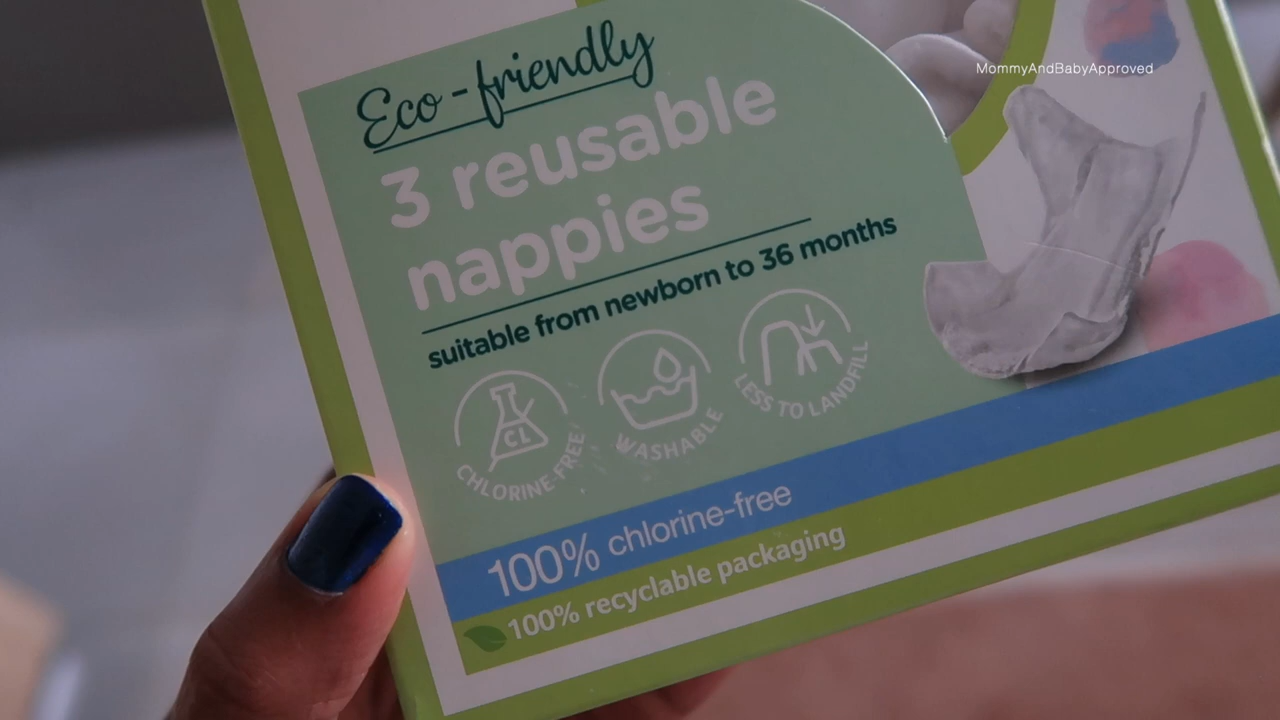 MommyAndBabyApproved
Eco-friendly
3 reusable
nappies
suitable from newborn to 36 months
CL
CHLORINE-FREE
WASHABLE
LESS TO LANDFILL
100% chlorine-free
100% recyclable packaging